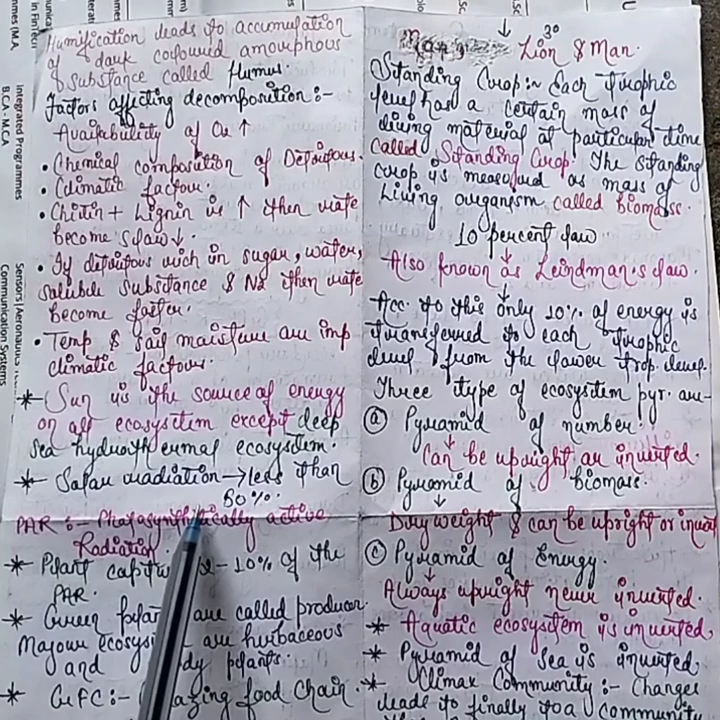 Humification leads to accumulation
of dark coloured amorphous
substance called Humus.
Factors affecting decomposition :-
Availability of O2 ↑
• Chemical composition of Detritous.
• Climatic factor.
• Chitin + Lignin is ↑ then rate
become slow ↓.
• If detritous rich in sugar, water,
soluble substance & N2 then rate
become faster.
• Temp & soil moisture are imp
climatic factors.
* Sun is the source of energy
on all ecosystem except deep
sea hydrothermal ecosystem.
* Solar radiation → less than
50%.
PAR :- Photosynthetically active
Radiation
* Plant 10% of the
PAR.
* Green are called producer.
Major are herbaceous
and plants.
* GFC :- food chain.
↓ 3°
Lion & Man.
Standing Crop :- Each trophic
level has a certain mass of
living material at particular time
called Standing Crop. The standing
crop is measured as mass of
Living organism called biomass.
10 percent law
↓
Also known as Leindman's law.
↓
Acc. to this only 10% of energy is
transferred to each trophic
level from the lower trop. level.
Three type of ecosystem pyr. are-
(a) Pyramid of number.
↓
Can be upright or inverted.
(b) Pyramid of biomass.
↓
Dry weight & can be upright or
(c) Pyramid of Energy.
↓
Always upright never inverted.
* Aquatic ecosystem is inverted,
* Pyramid of Sea is inverted,
* Climax Community :- Changes
leads to finally to a community
Integrated Programmes
B.CA - M.CA
Communication Systems